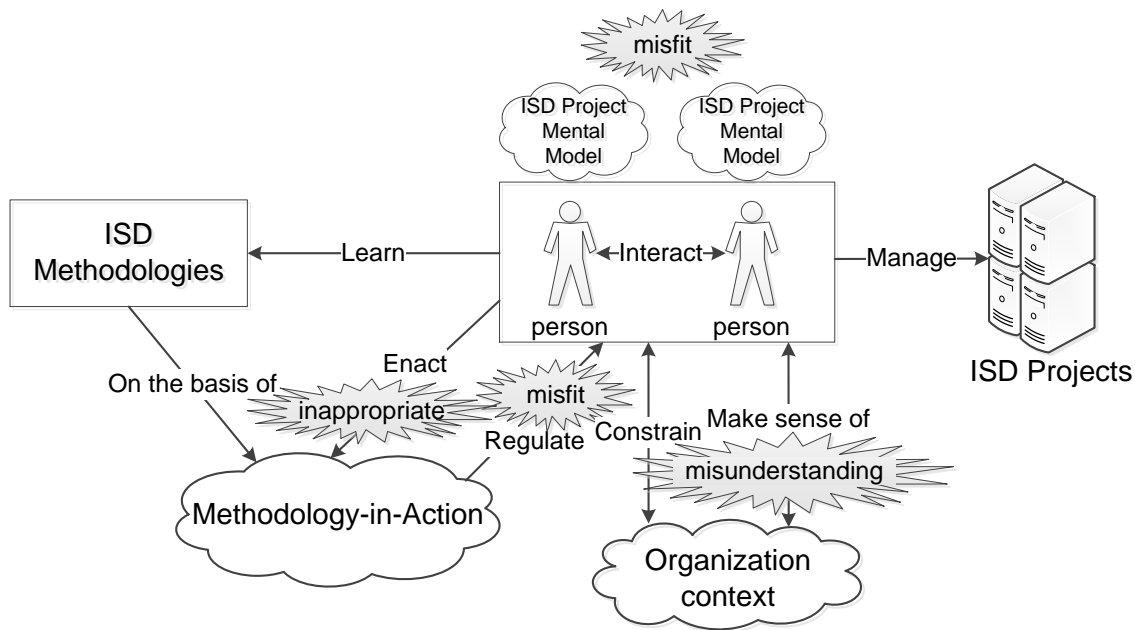 misfit
ISD Project
Mental
Model
ISD Project
Mental
Model
ISD
Methodologies
Learn
Interact
Manage
person
person
ISD Projects
Enact
On the basis of
misfit
inappropriate
Regulate
Constrain
Make sense of
misunderstanding
Methodology-in-Action
Organization
context